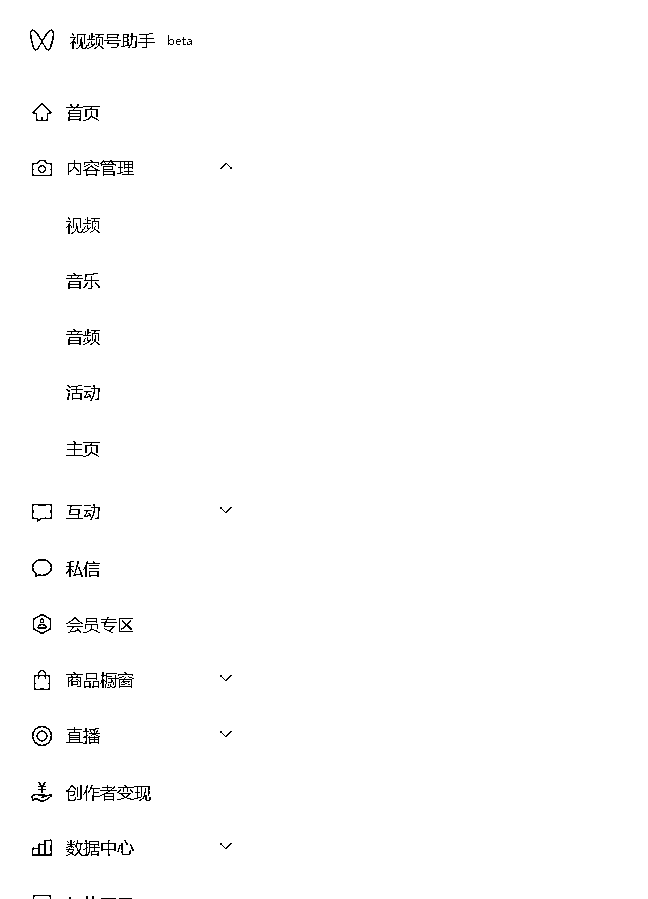 视频号助手 beta
首页
内容管理
视频
音乐
音频
活动
主页
互动
私信
会员专区
商品橱窗
直播
创作者变现
数据中心